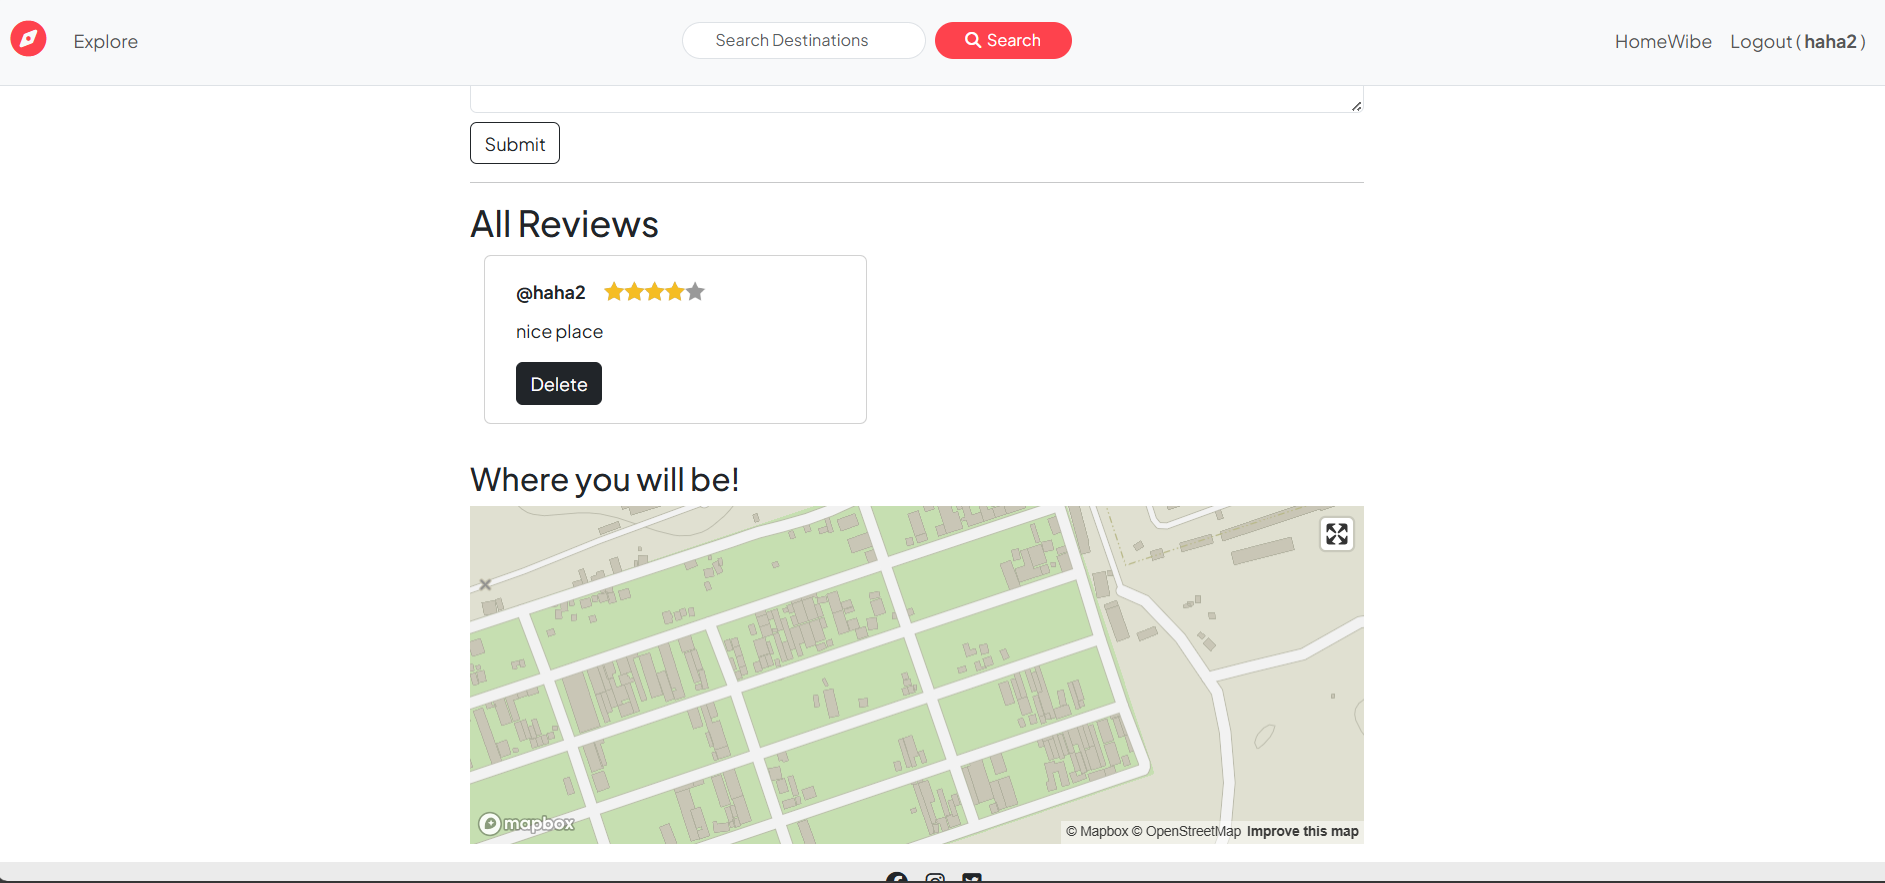 Explore
Search Destinations
Search
HomeWibe
Logout ( haha2 )
Submit
All Reviews
@haha2
nice place
Delete
Where you will be!
mapbox
© Mapbox © OpenStreetMap Improve this map